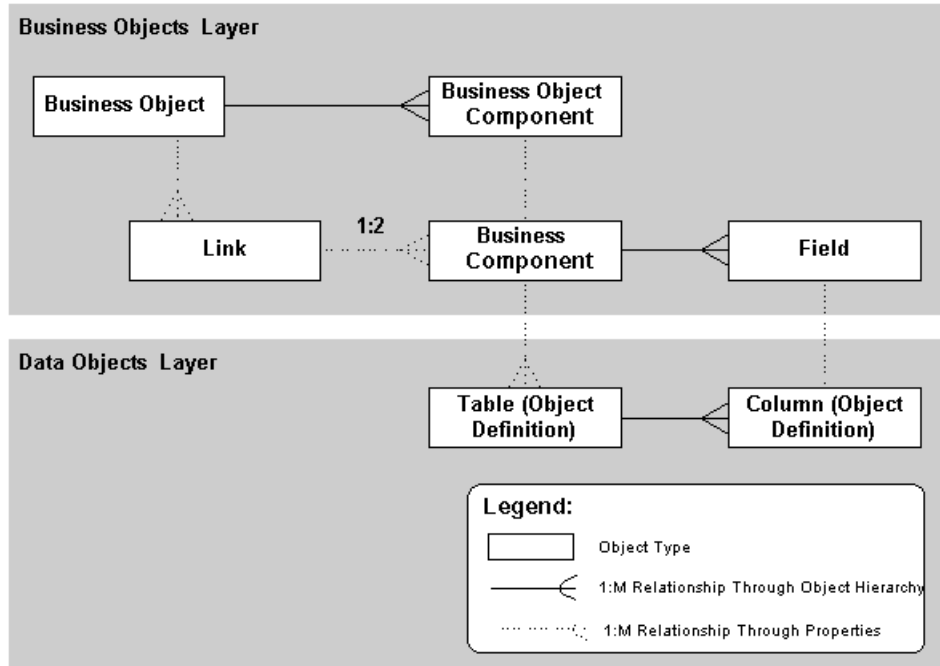 Business Objects Layer
Business Object
Business Object
Component
Link
1:2
Business
Component
Field
Data Objects Layer
Table (Object
Definition)
Column (Object
Definition)
Legend:
Object Type
1:M Relationship Through Object Hierarchy
1:M Relationship Through Properties